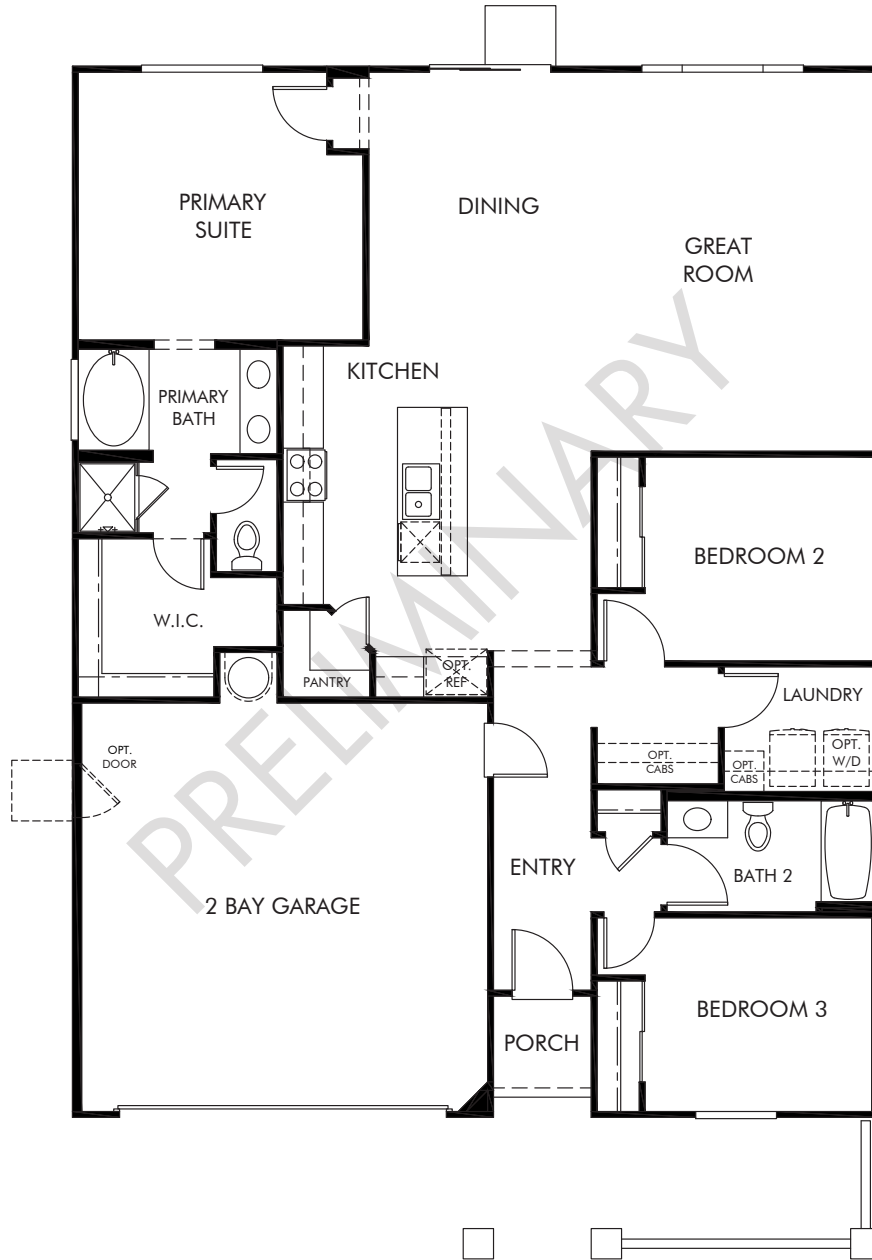 PRIMARY
SUITE
DINING
GREAT
ROOM
KITCHEN
PRIMARY
BATH
BEDROOM 2
W.I.C.
PANTRY
OPT.
REF
LAUNDRY
OPT.
DOOR
OPT.
CABS
OPT.
CABS
OPT.
W/D
ENTRY
BATH 2
2 BAY GARAGE
BEDROOM 3
PORCH
PRELIMINARY